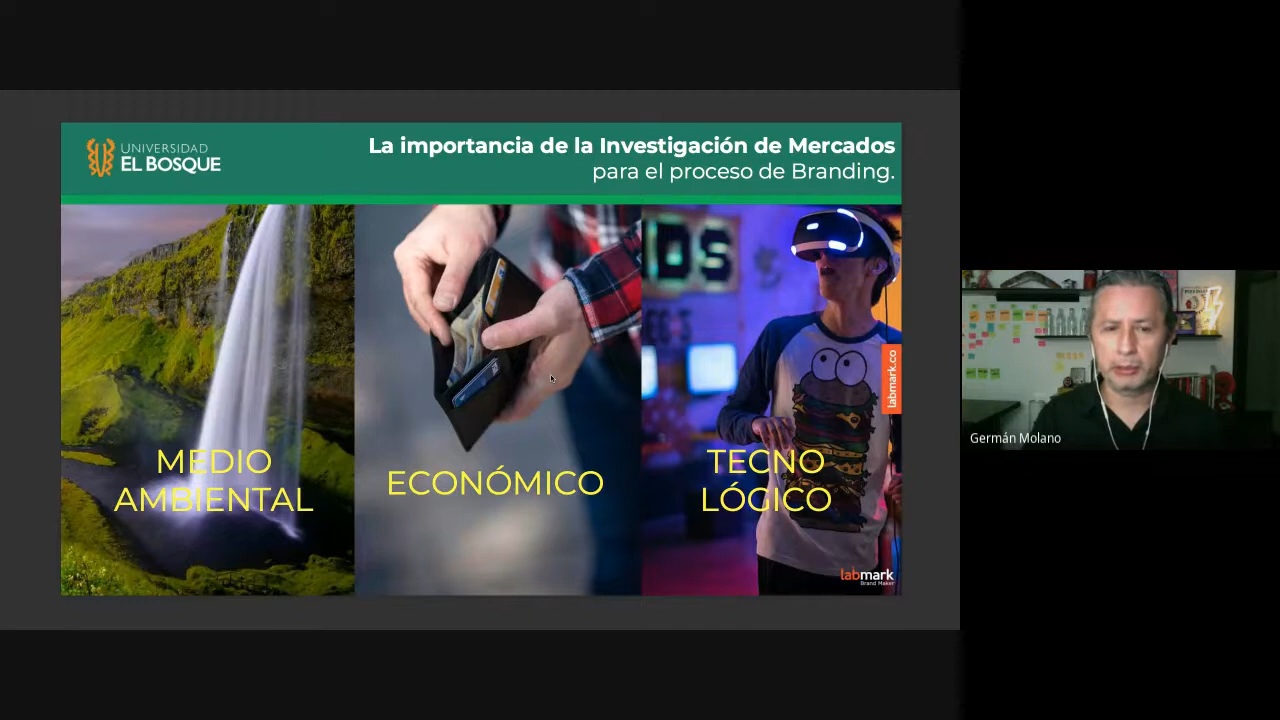 UNIVERSIDAD
EL BOSQUE
La importancia de la Investigación de Mercados
para el proceso de Branding.
MEDIO
AMBIENTAL
ECONÓMICO
TECNO
LÓGICO
labmark.co
labmark
Brand Maker
Germán Molano